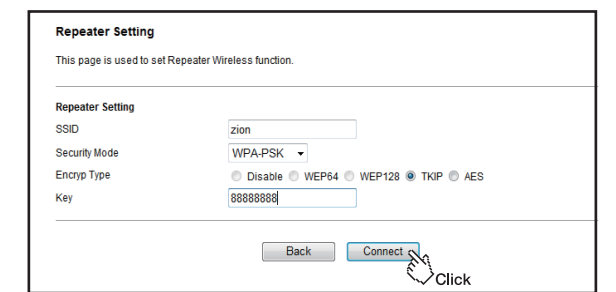 Repeater Setting
This page is used to set Repeater Wireless function.
Repeater Setting
SSID zion
Security Mode WPA-PSK
Encryp Type Disable WEP64 WEP128 TKIP AES
Key 88888888
Back Connect
Click